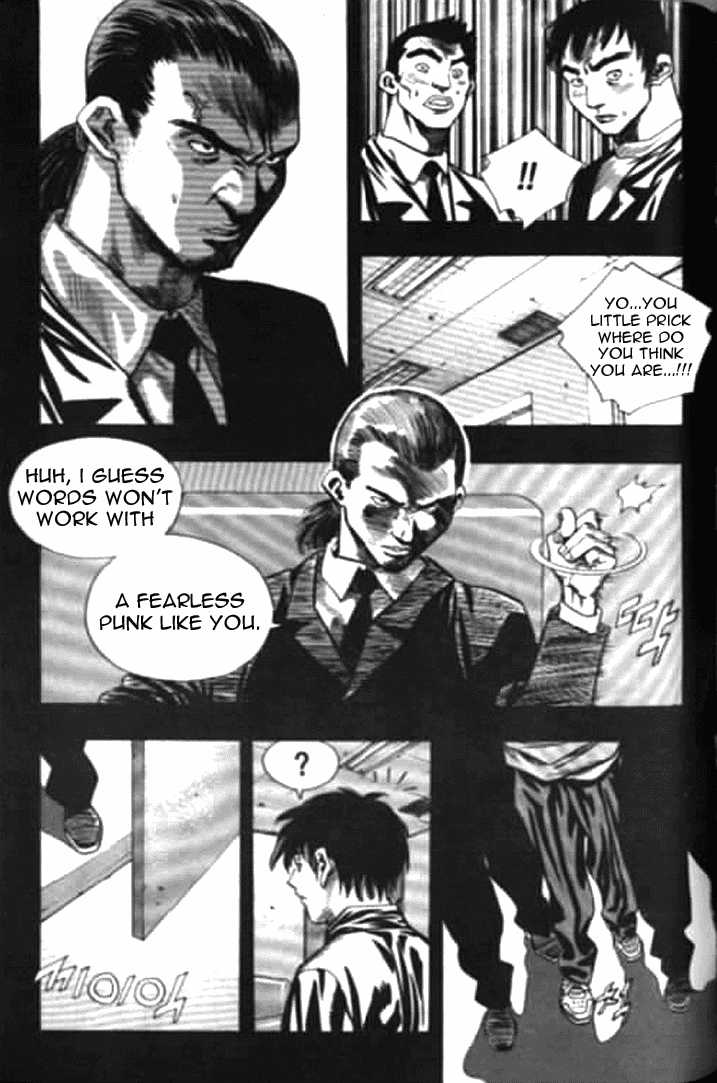 !!
YO...YOU
LITTLE PRICK
WHERE DO
YOU THINK
YOU ARE...!!!
HUH, I GUESS
WORDS WON'T
WORK WITH
A FEARLESS
PUNK LIKE YOU.
딱
?